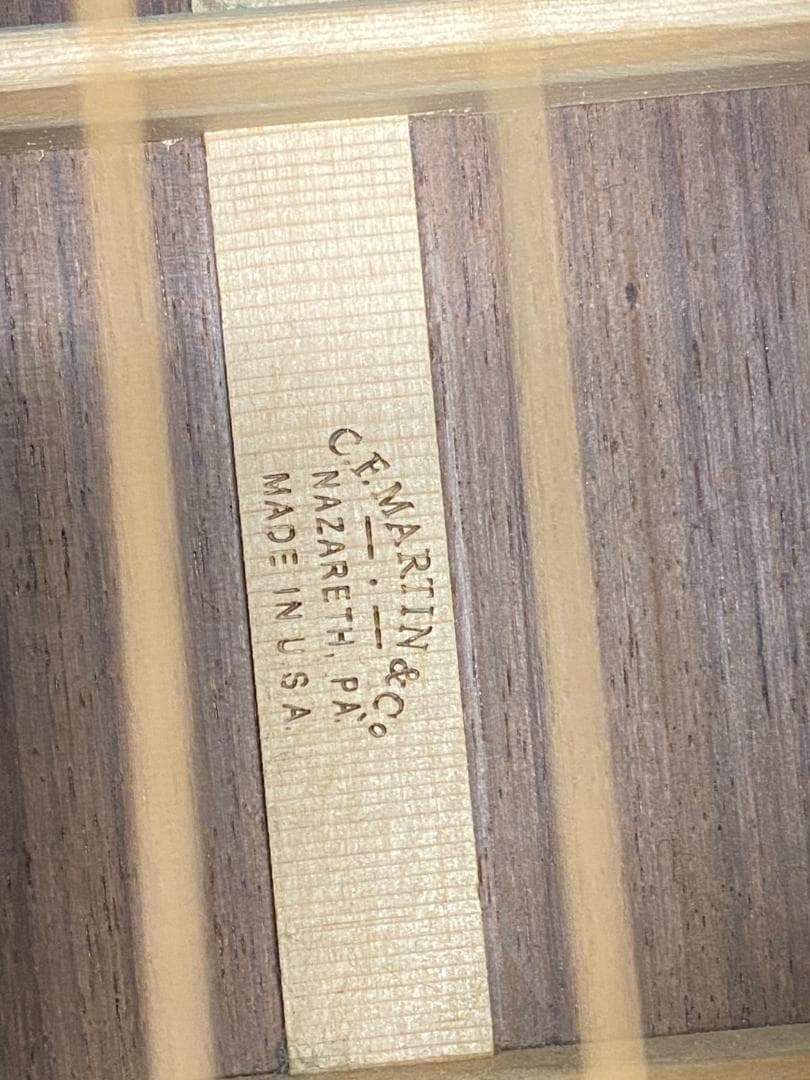 C.F. MARTIN & Co.
NAZARETH, PA.
MADE IN U.S.A.